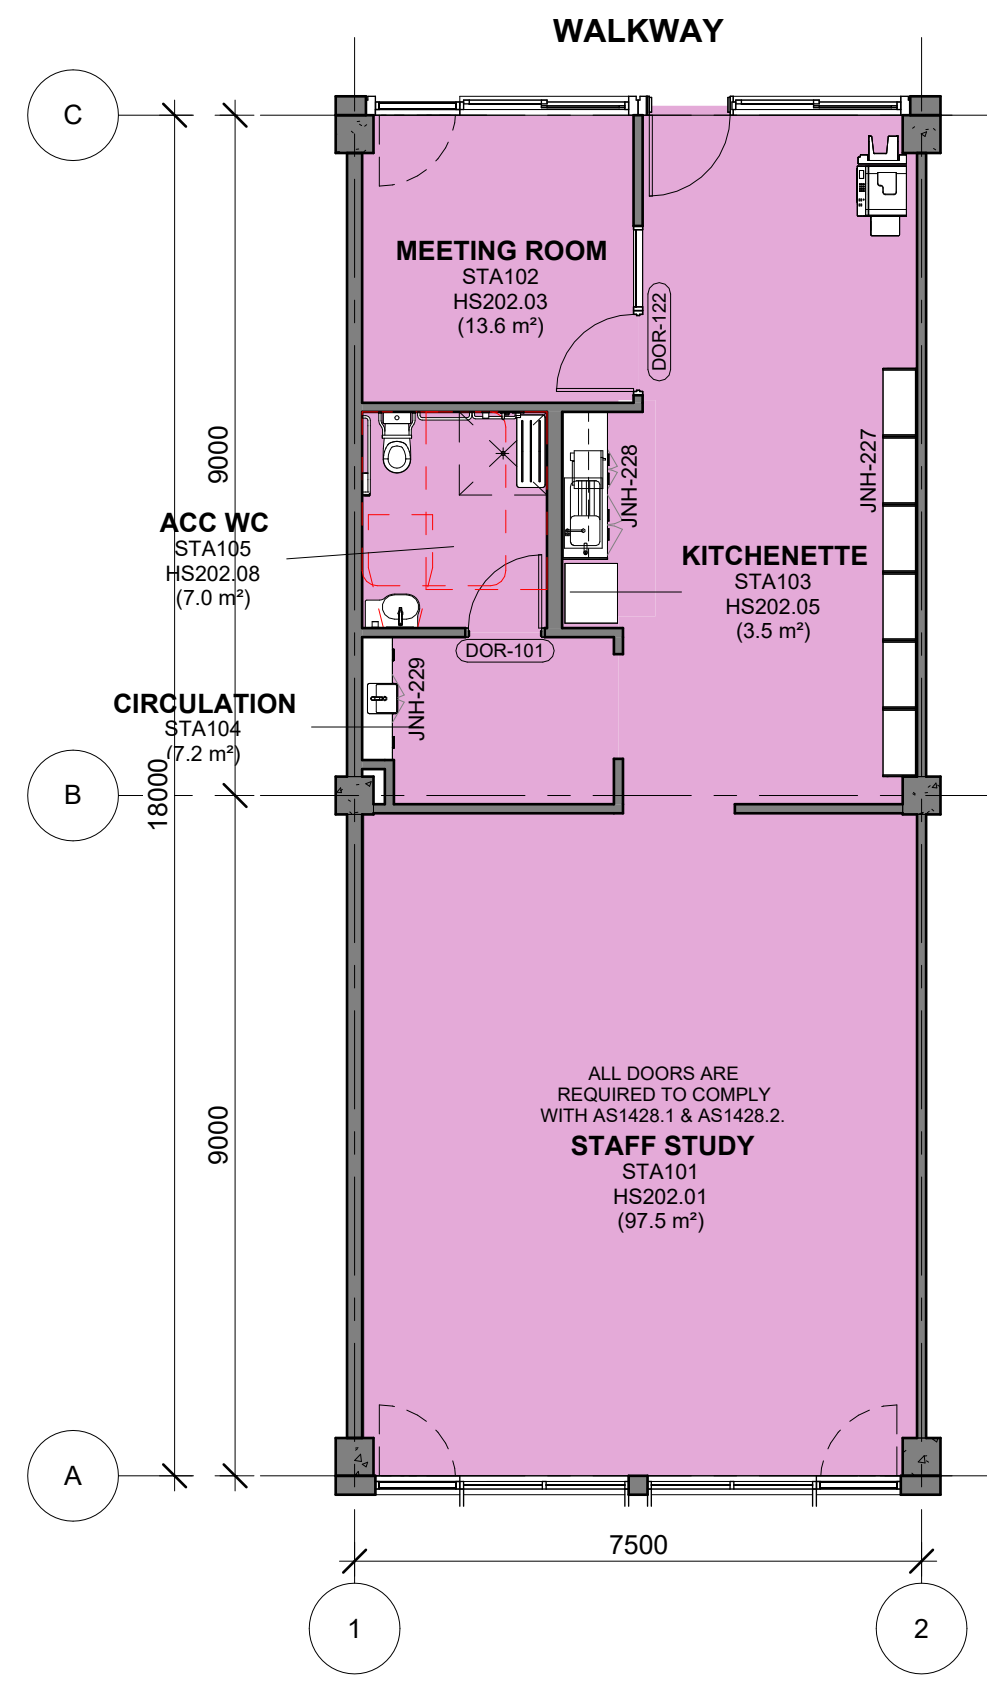 WALKWAY
C
MEETING ROOM
STA102
HS202.03
(13.6 m²)
DOR-122
9000
JNH-228
JNH-227
ACC WC
STA105
HS202.08
(7.0 m²)
KITCHENETTE
STA103
HS202.05
(3.5 m²)
DOR-101
JNH-229
CIRCULATION
STA104
(7.2 m²)
18000
B
9000
ALL DOORS ARE
REQUIRED TO COMPLY
WITH AS1428.1 & AS1428.2.
STAFF STUDY
STA101
HS202.01
(97.5 m²)
A
7500
1
2